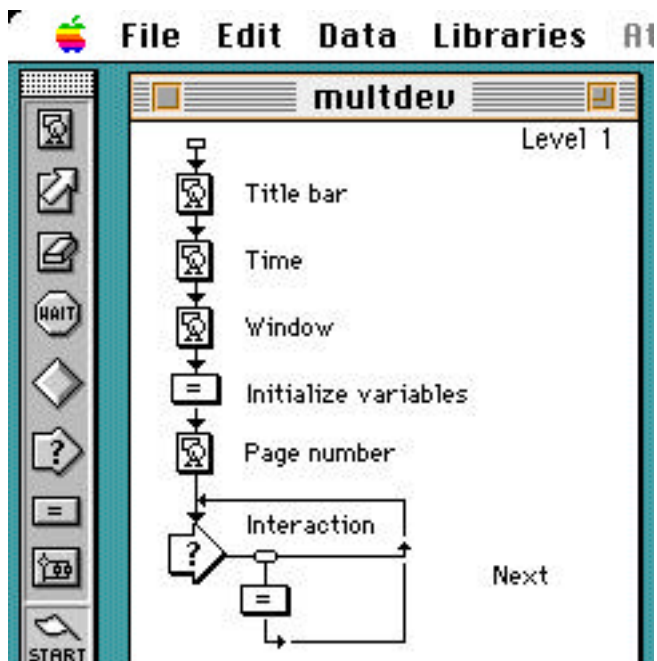 File Edit Data Libraries At
multdev
Level 1
Title bar
Time
Window
WAIT
=
Initialize variables
?
Page number
=
Interaction
?
Next
=
START